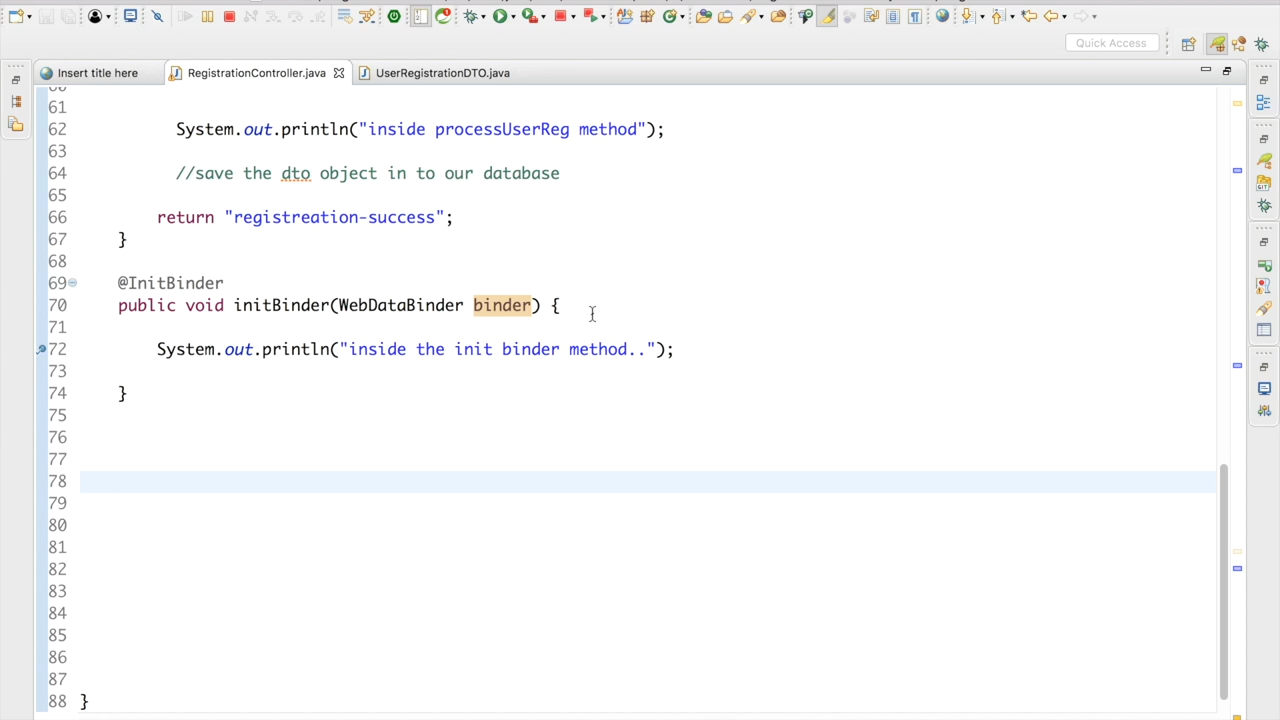 Quick Access
Insert title here
RegistrationController.java
UserRegistrationDTO.java
61
62 System.out.println("inside processUserReg method");
63
64 //save the dto object in to our database
65
66 return "registreation-success";
67 }
68
69 @InitBinder
70 public void initBinder(WebDataBinder binder) {
71
72 System.out.println("inside the init binder method..");
73
74 }
75
76
77
78
79
80
81
82
83
84
85
86
87
88 }